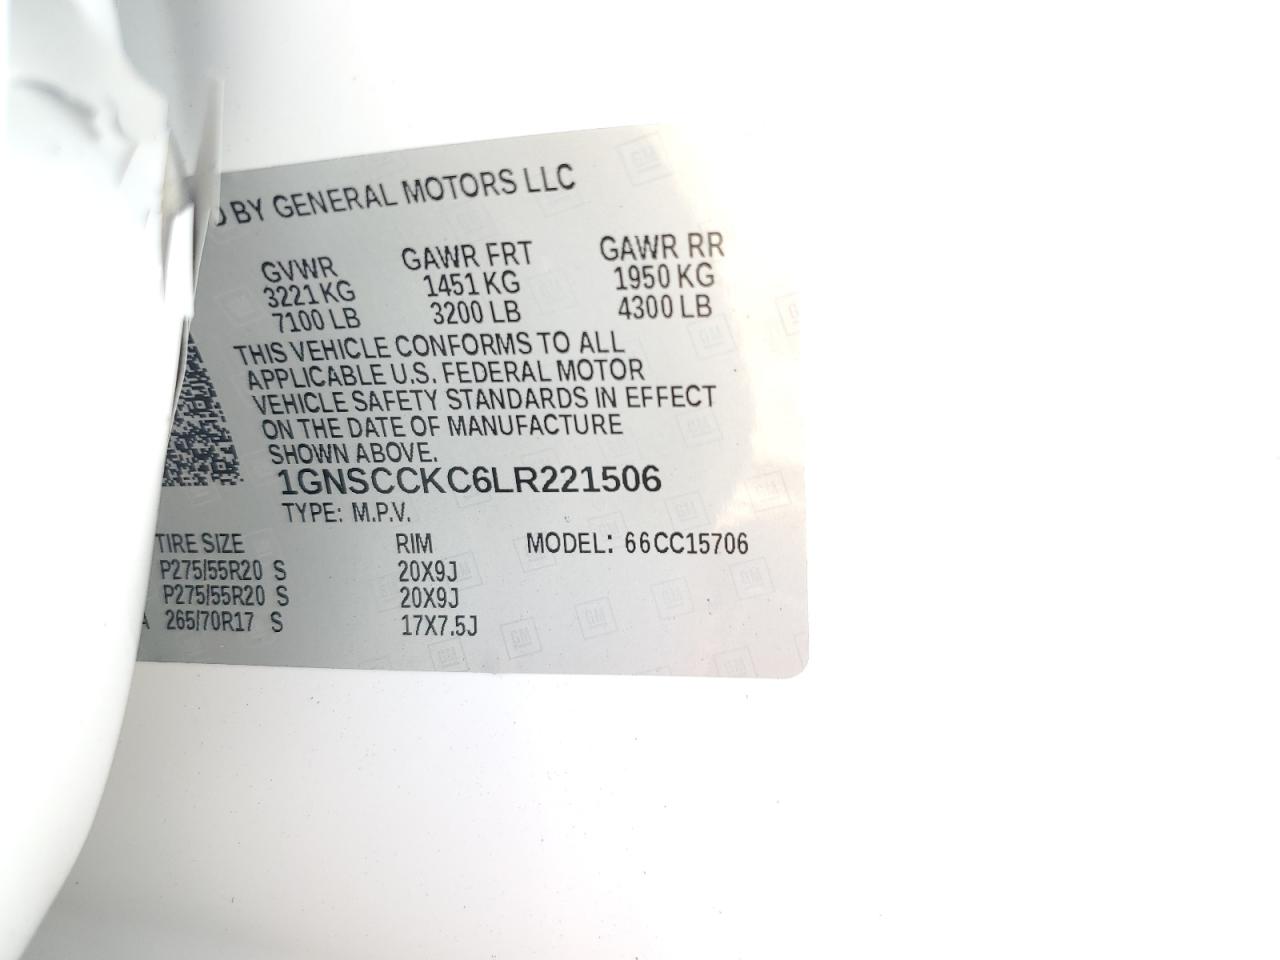 BY GENERAL MOTORS LLC
GVWR GAWR FRT GAWR RR
3221 KG 1451 KG 1950 KG
7100 LB 3200 LB 4300 LB
THIS VEHICLE CONFORMS TO ALL
APPLICABLE U.S. FEDERAL MOTOR
VEHICLE SAFETY STANDARDS IN EFFECT
ON THE DATE OF MANUFACTURE
SHOWN ABOVE.
1GNSCCKC6LR221506
TYPE: M.P.V.
TIRE SIZE RIM MODEL: 66CC15706
P275/55R20 S 20X9J
P275/55R20 S 20X9J
265/70R17 S 17X7.5J